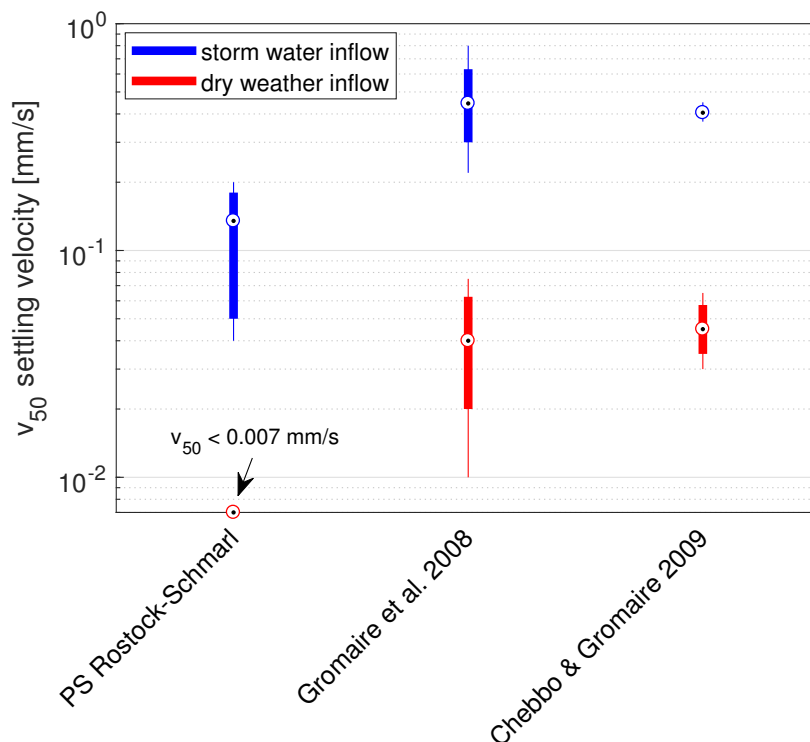 10^0
storm water inflow
dry weather inflow
10^-1
v_50 settling velocity [mm/s]
v_50 < 0.007 mm/s
10^-2
PS Rostock-Schmarl
Gromaire et al. 2008
Chebbo & Gromaire 2009